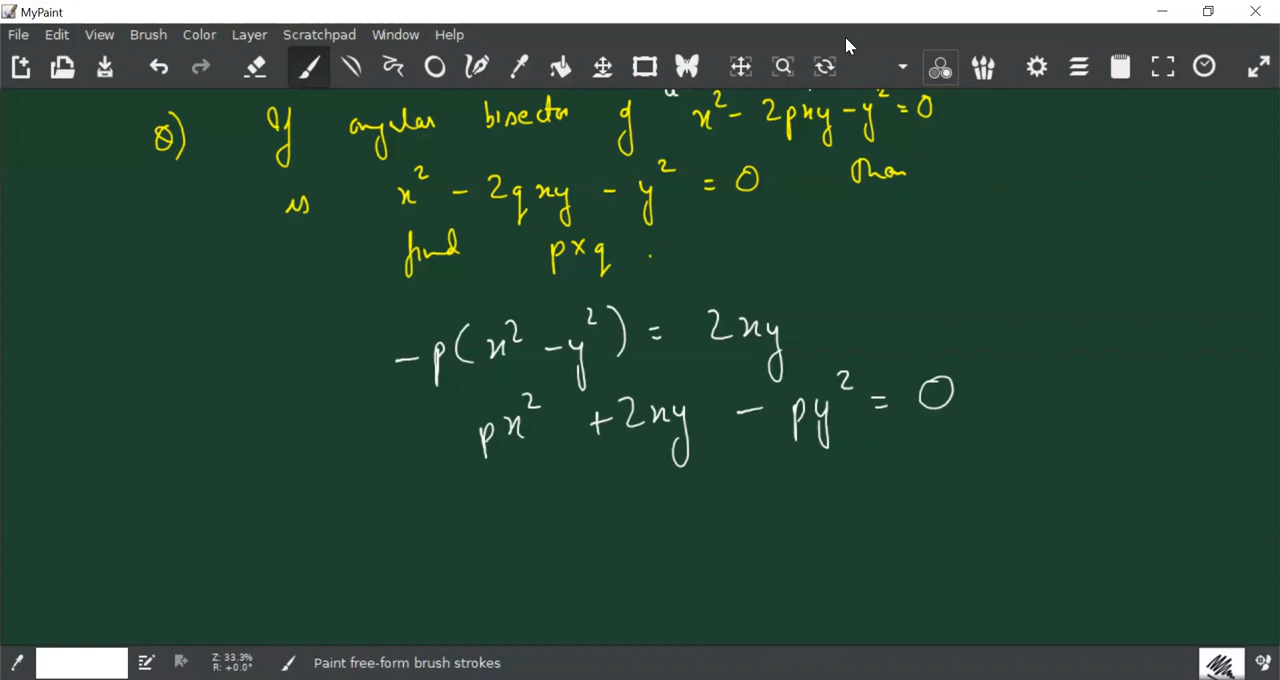 MyPaint
File Edit View Brush Color Layer Scratchpad Window Help
Q) If angular bisector of x² - 2pxy - y² = 0
is x² - 2qxy - y² = 0 then
find p×q .
-p(x² - y²) = 2xy
px² + 2xy - py² = 0
Z: 33.3%
R: +0.0°
Paint free-form brush strokes